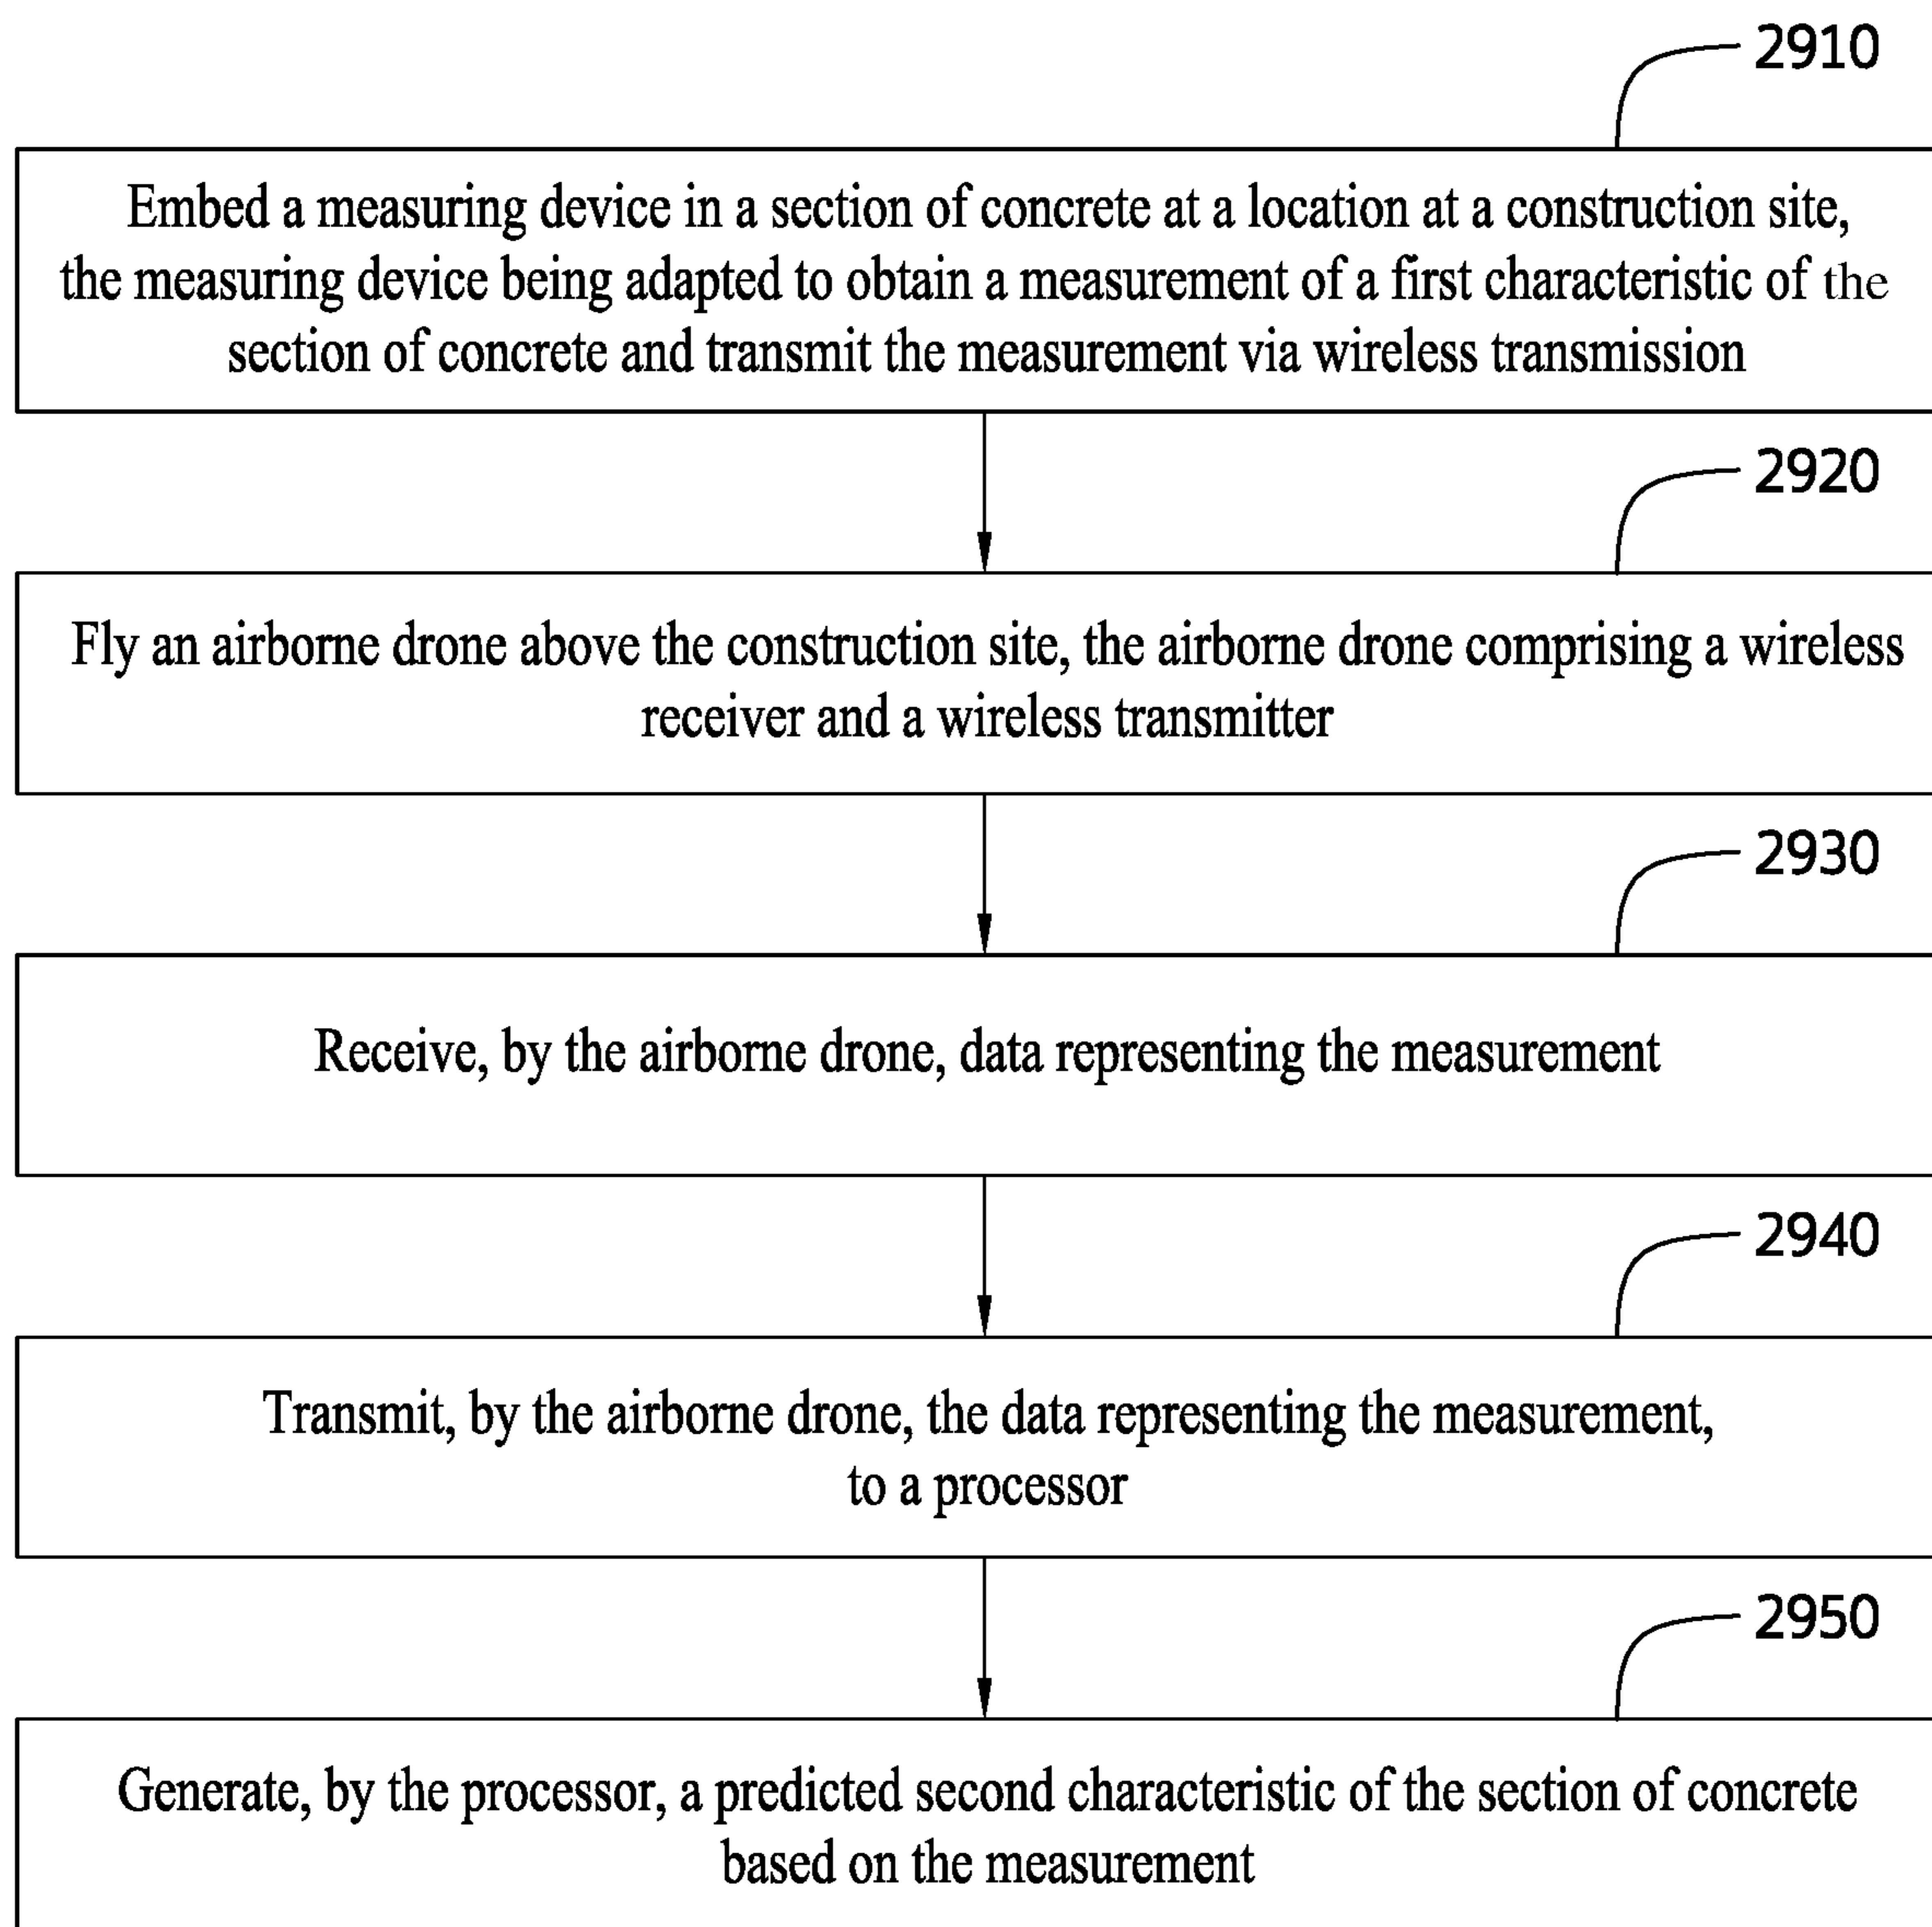 2910
Embed a measuring device in a section of concrete at a location at a construction site,
the measuring device being adapted to obtain a measurement of a first characteristic of the
section of concrete and transmit the measurement via wireless transmission
2920
Fly an airborne drone above the construction site, the airborne drone comprising a wireless
receiver and a wireless transmitter
2930
Receive, by the airborne drone, data representing the measurement
2940
Transmit, by the airborne drone, the data representing the measurement,
to a processor
2950
Generate, by the processor, a predicted second characteristic of the section of concrete
based on the measurement